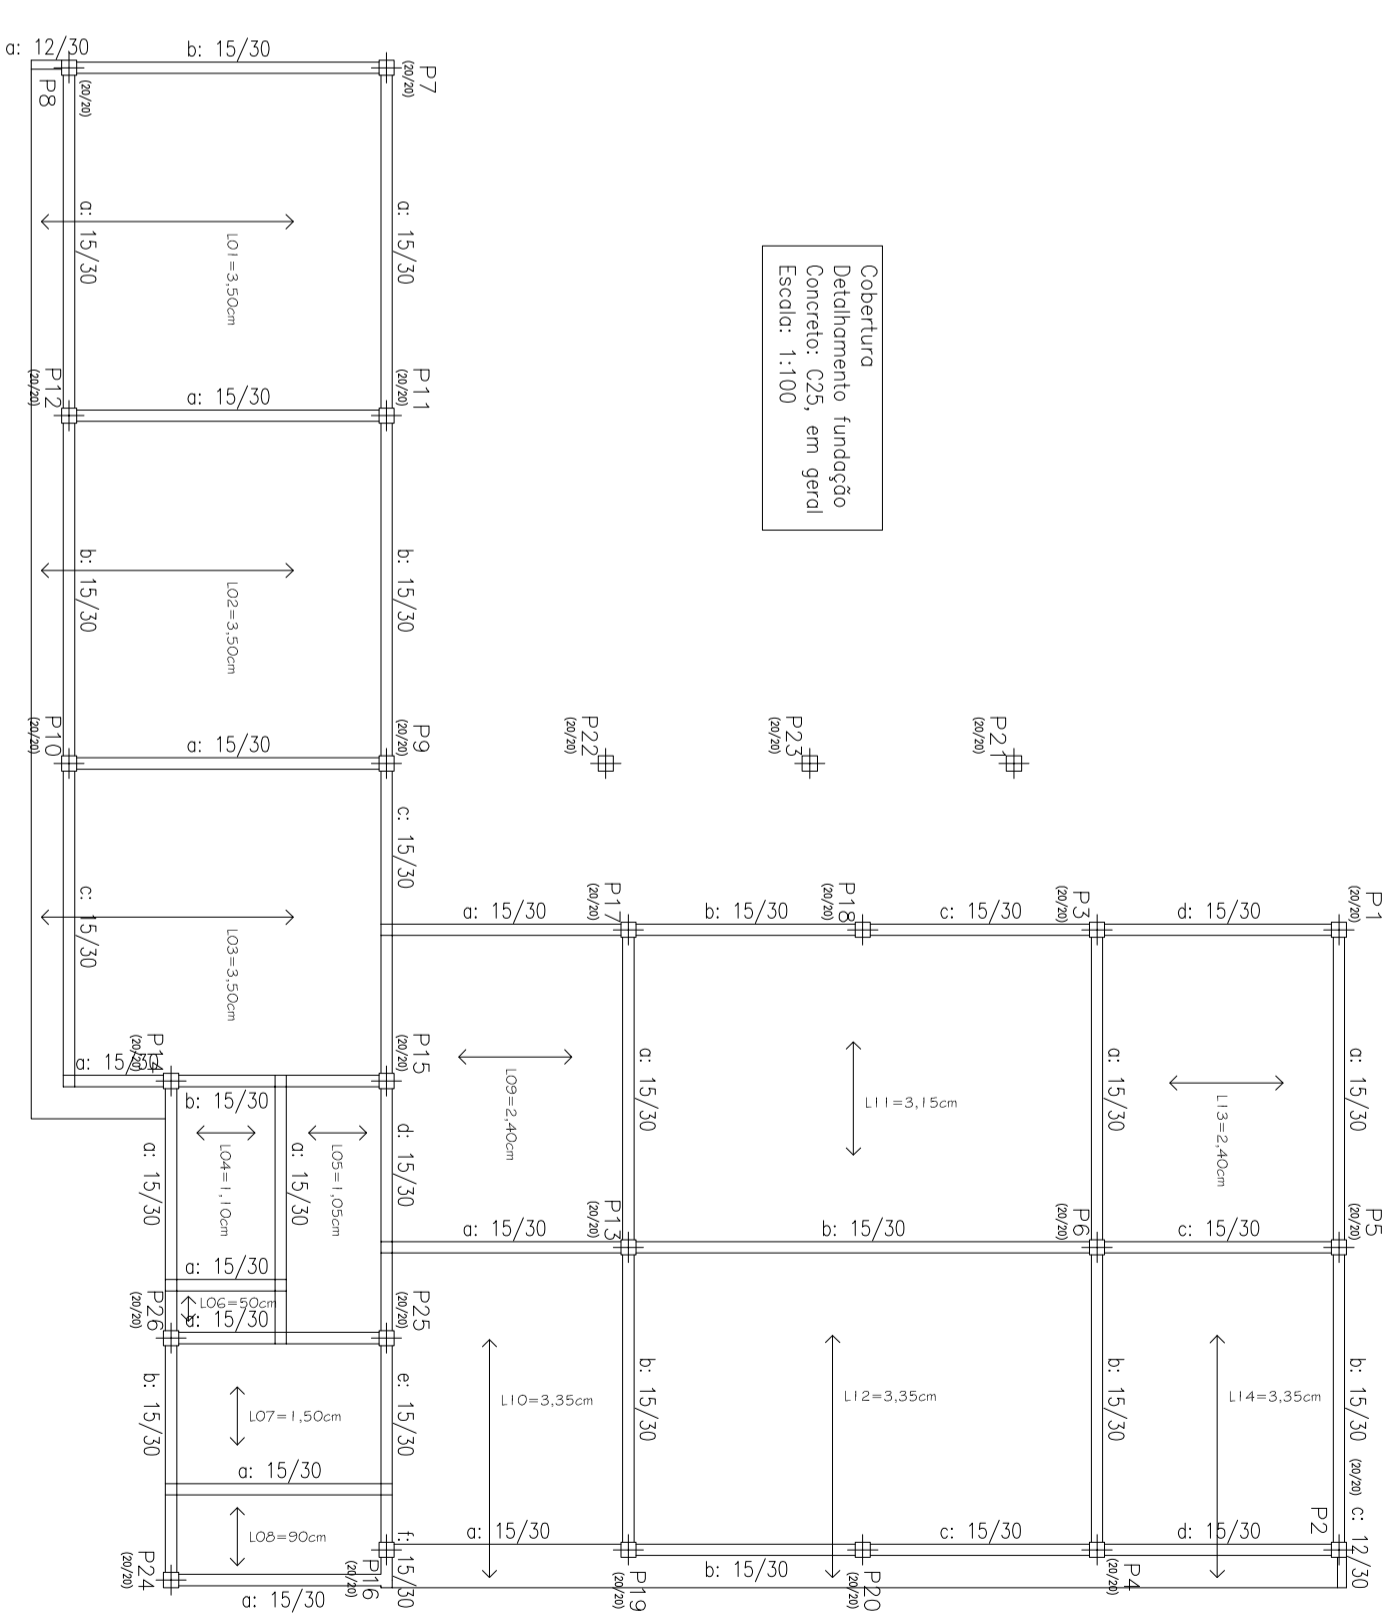 Cobertura
Detalhamento fundação
Concreto: C25, em geral
Escala: 1:100
a: 12/30
b: 15/30
P7
(20/20)
(20/20)
P8
a: 15/30
a: 15/30
L01=3,50cm
P12
(20/20)
a: 15/30
P11
(20/20)
b: 15/30
b: 15/30
L02=3,50cm
P10
(20/20)
a: 15/30
P9
(20/20)
P22
(20/20)
P23
(20/20)
P21
(20/20)
c: 15/30
c: 15/30
L03=3,50cm
a: 15/30
P17
(20/20)
b: 15/30
P18
(20/20)
c: 15/30
P3
(20/20)
d: 15/30
P1
(20/20)
P14
(20/20)
a: 15/30
b: 15/30
P15
(20/20)
L09=2,40cm
a: 15/30
L11=3,15cm
a: 15/30
L13=2,40cm
a: 15/30
a: 15/30
L04=1,10cm
a: 15/30
L05=1,05cm
d: 15/30
a: 15/30
P13
(20/20)
b: 15/30
P6
(20/20)
c: 15/30
P5
(20/20)
a: 15/30
L06=50cm
a: 15/30
P26
(20/20)
P25
(20/20)
b: 15/30
L07=1,50cm
e: 15/30
L10=3,35cm
b: 15/30
L12=3,35cm
b: 15/30
L14=3,35cm
b: 15/30
a: 15/30
L08=90cm
f: 15/30
a: 15/30
b: 15/30
c: 15/30
d: 15/30
P2
(20/20)
c: 12/30
P24
(20/20)
a: 15/30
P16
(20/20)
P19
(20/20)
P20
(20/20)
P4
(20/20)